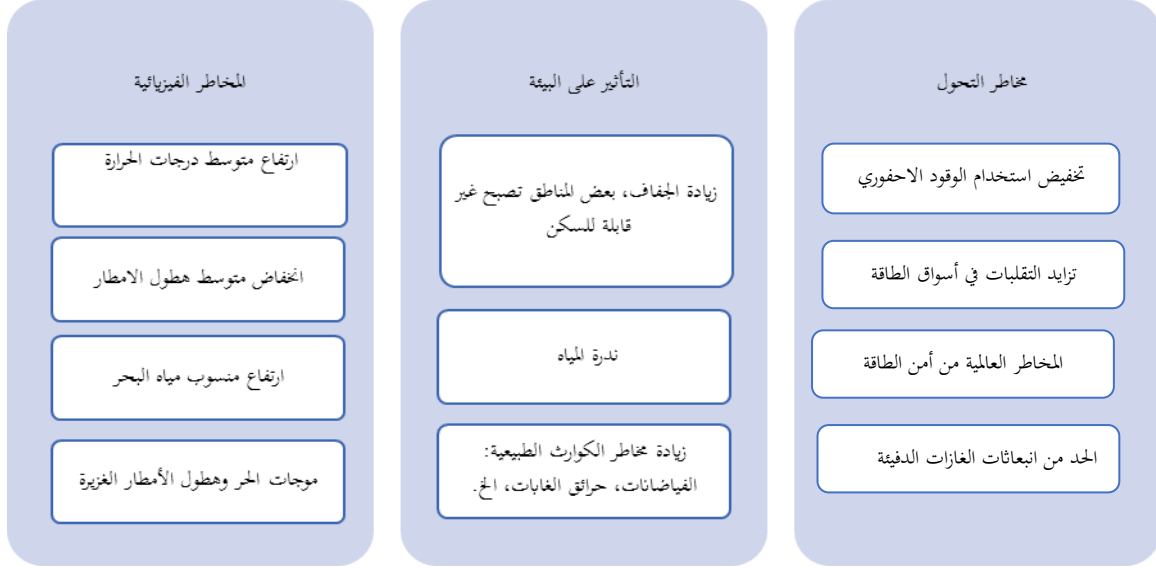 مخاطر التحول
تخفيض استخدام الوقود الاحفوري
تزايد التقلبات في أسواق الطاقة
المخاطر العالمية من أمن الطاقة
الحد من انبعاثات الغازات الدفيئة
التأثير على البيئة
زيادة الجفاف، بعض المناطق تصبح غير
قابلة للسكن
ندرة المياه
زيادة مخاطر الكوارث الطبيعية:
الفياضانات، حرائق الغابات، الخ.
المخاطر الفيزيائية
ارتفاع متوسط درجات الحرارة
انخفاض متوسط هطول الامطار
ارتفاع منسوب مياه البحر
موجات الحر وهطول الأمطار الغزيرة